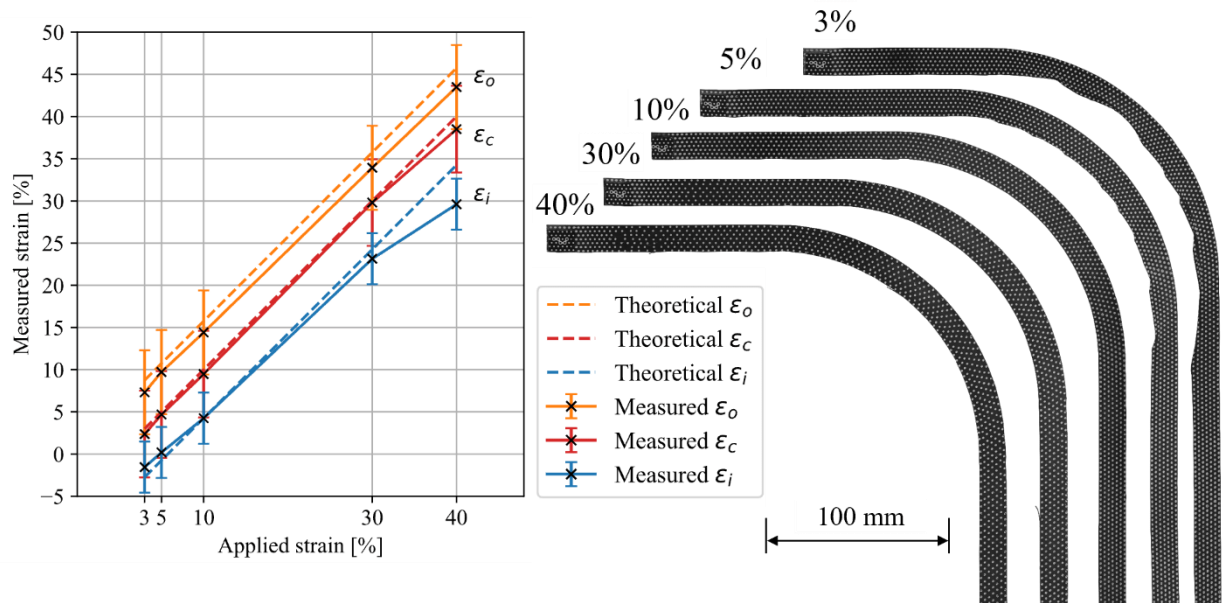 Measured strain [%]
50
45
40
35
30
25
20
15
10
5
0
−5
3 5 10 30 40
Applied strain [%]
εo
εc
εi
Theoretical εo
Theoretical εc
Theoretical εi
Measured εo
Measured εc
Measured εi
3%
5%
10%
30%
40%
100 mm